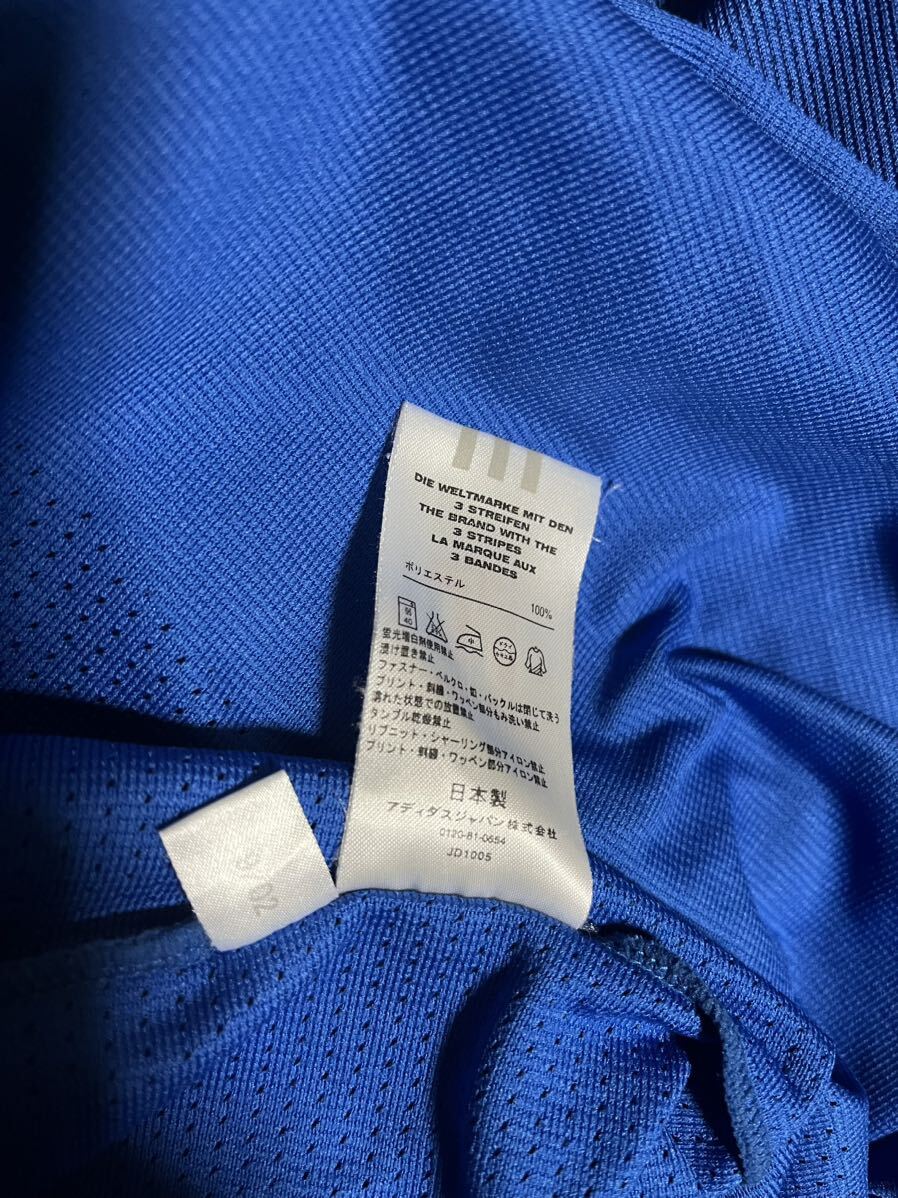 DIE WELTMARKE MIT DEN
3 STREIFEN
THE BRAND WITH THE
3 STRIPES
LA MARQUE AUX
3 BANDES
ポリエステル 100%
弱
40
中
蛍光増白剤使用禁止
浸け置き禁止
ファスナー・ベルクロ・釦・バックルは閉じて洗う
プリント・刺繍・ワッペン部分もみ洗い禁止
濡れた状態での放置禁止
タンブル乾燥禁止
リブニット・シャーリング部分アイロン禁止
プリント・刺繍・ワッペン部分アイロン禁止
日本製
アディダスジャパン株式会社
0120-81-0654
JD1005
9/02